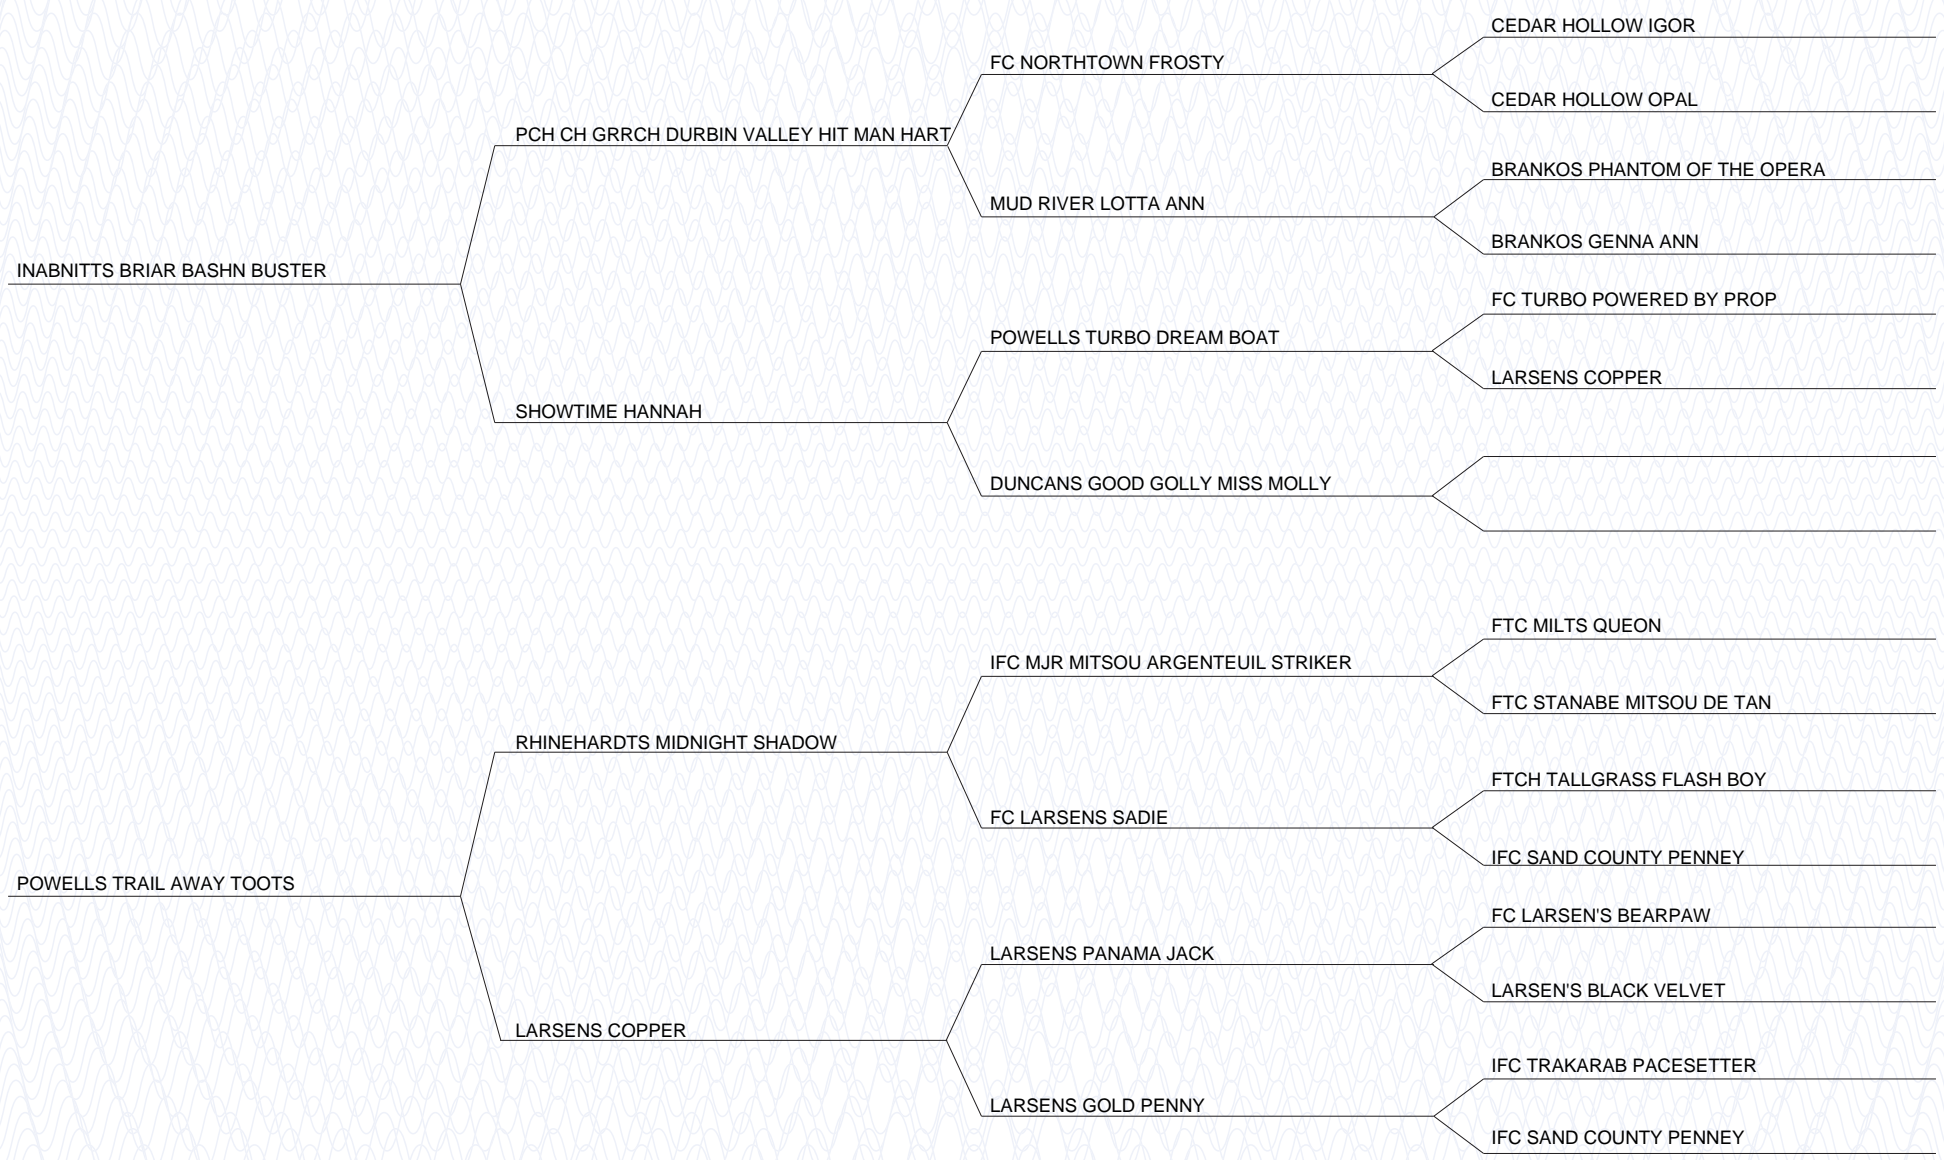 CEDAR HOLLOW IGOR
FC NORTHTOWN FROSTY
CEDAR HOLLOW OPAL
PCH CH GRRCH DURBIN VALLEY HIT MAN HART
BRANKOS PHANTOM OF THE OPERA
MUD RIVER LOTTA ANN
BRANKOS GENNA ANN
INABNITTS BRIAR BASHN BUSTER
FC TURBO POWERED BY PROP
POWELLS TURBO DREAM BOAT
LARSENS COPPER
SHOWTIME HANNAH
DUNCANS GOOD GOLLY MISS MOLLY
FTC MILTS QUEON
IFC MJR MITSOU ARGENTEUIL STRIKER
FTC STANABE MITSOU DE TAN
RHINEHARDTS MIDNIGHT SHADOW
FTCH TALLGRASS FLASH BOY
FC LARSENS SADIE
IFC SAND COUNTY PENNEY
POWELLS TRAIL AWAY TOOTS
FC LARSEN'S BEARPAW
LARSENS PANAMA JACK
LARSEN'S BLACK VELVET
LARSENS COPPER
IFC TRAKARAB PACESETTER
LARSENS GOLD PENNY
IFC SAND COUNTY PENNEY